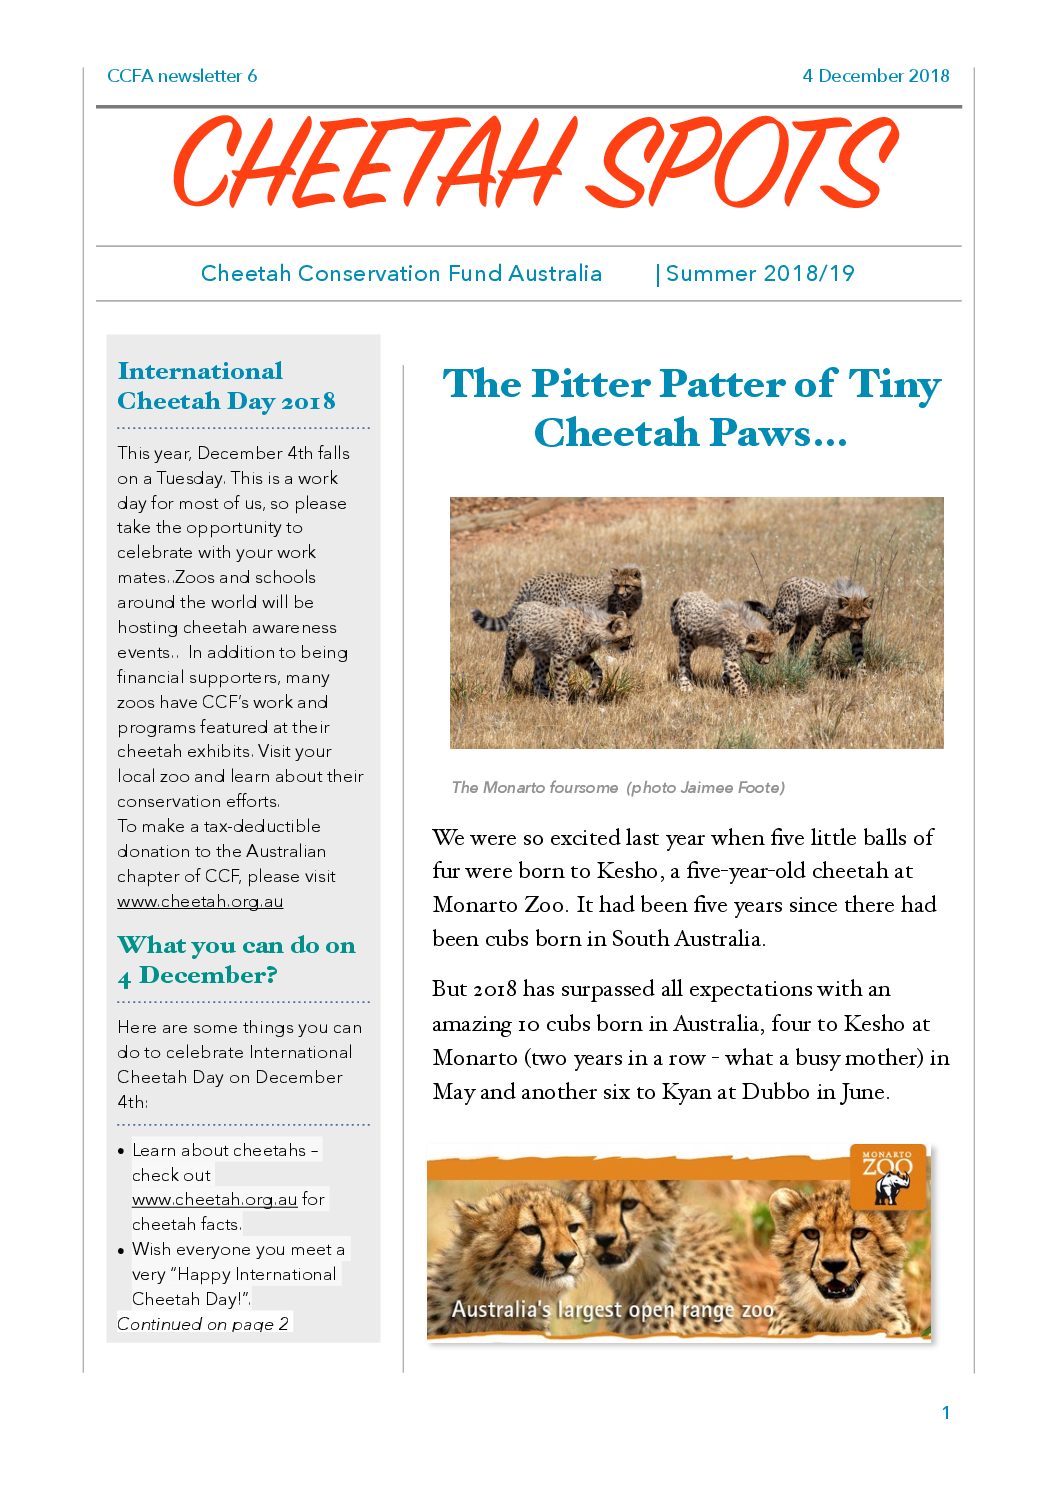 CCFA newsletter 6
4 December 2018
CHEETAH SPOTS
Cheetah Conservation Fund Australia | Summer 2018/19
International
Cheetah Day 2018
This year, December 4th falls
on a Tuesday. This is a work
day for most of us, so please
take the opportunity to
celebrate with your work
mates..Zoos and schools
around the world will be
hosting cheetah awareness
events.. In addition to being
financial supporters, many
zoos have CCF's work and
programs featured at their
cheetah exhibits. Visit your
local zoo and learn about their
conservation efforts.
To make a tax-deductible
donation to the Australian
chapter of CCF, please visit
www.cheetah.org.au
What you can do on
4 December?
Here are some things you can
do to celebrate International
Cheetah Day on December
4th:
• Learn about cheetahs –
check out
www.cheetah.org.au for
cheetah facts.
• Wish everyone you meet a
very “Happy International
Cheetah Day!”.
Continued on page 2
The Pitter Patter of Tiny
Cheetah Paws...
The Monarto foursome (photo Jaimee Foote)
We were so excited last year when five little balls of
fur were born to Kesho, a five-year-old cheetah at
Monarto Zoo. It had been five years since there had
been cubs born in South Australia.
But 2018 has surpassed all expectations with an
amazing 10 cubs born in Australia, four to Kesho at
Monarto (two years in a row - what a busy mother) in
May and another six to Kyan at Dubbo in June.
MONARTO
ZOO
Australia's largest open range zoo
1